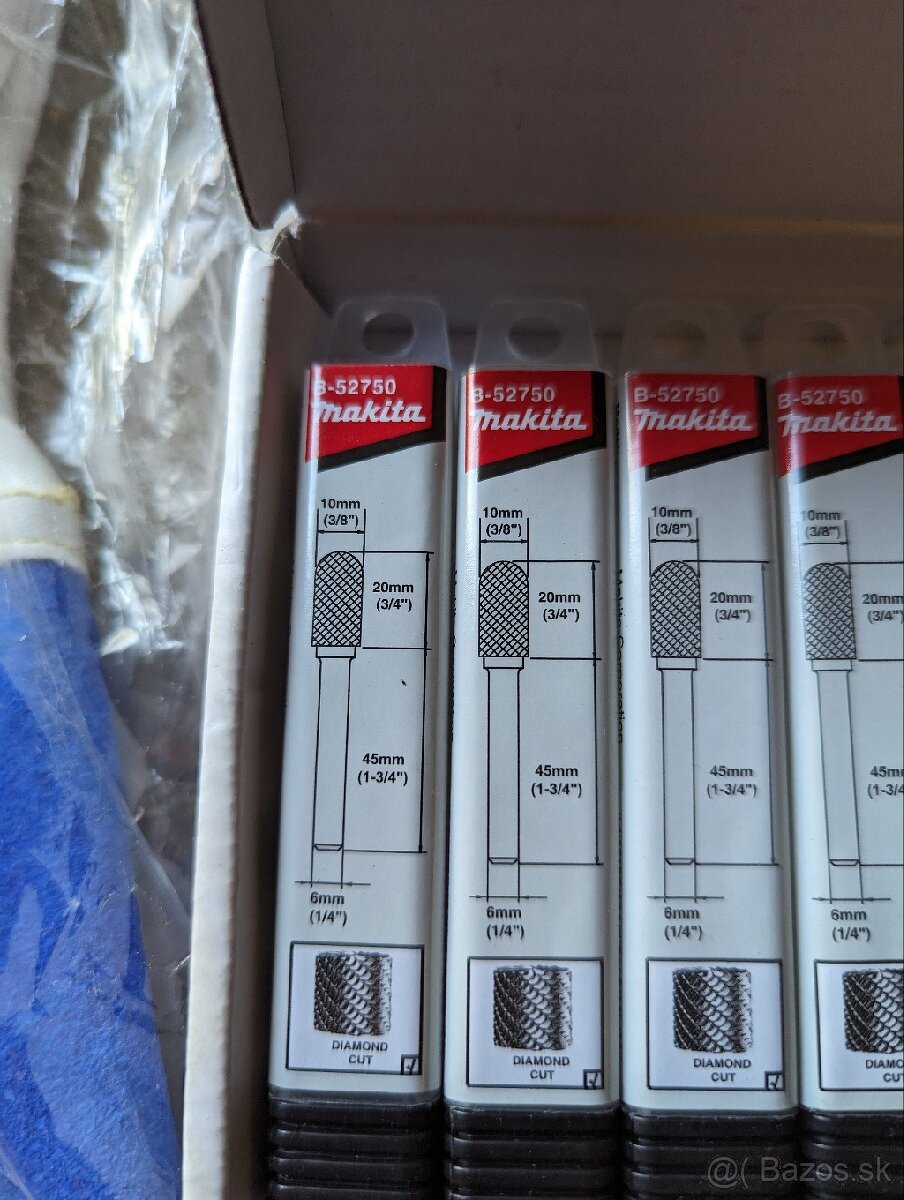 B-52750
makita
10mm
(3/8")
20mm
(3/4")
45mm
(1-3/4")
6mm
(1/4")
DIAMOND
CUT
B-52750
makita
10mm
(3/8")
20mm
(3/4")
45mm
(1-3/4")
6mm
(1/4")
DIAMOND
CUT
B-52750
makita
10mm
(3/8")
20mm
(3/4")
45mm
(1-3/4")
6mm
(1/4")
DIAMOND
CUT
B-52750
makita
10mm
(3/8")
20mm
(3/4"
45m
(1-3/4
6mm
(1/4")
DIAMO
CUT
@( Bazos.sk